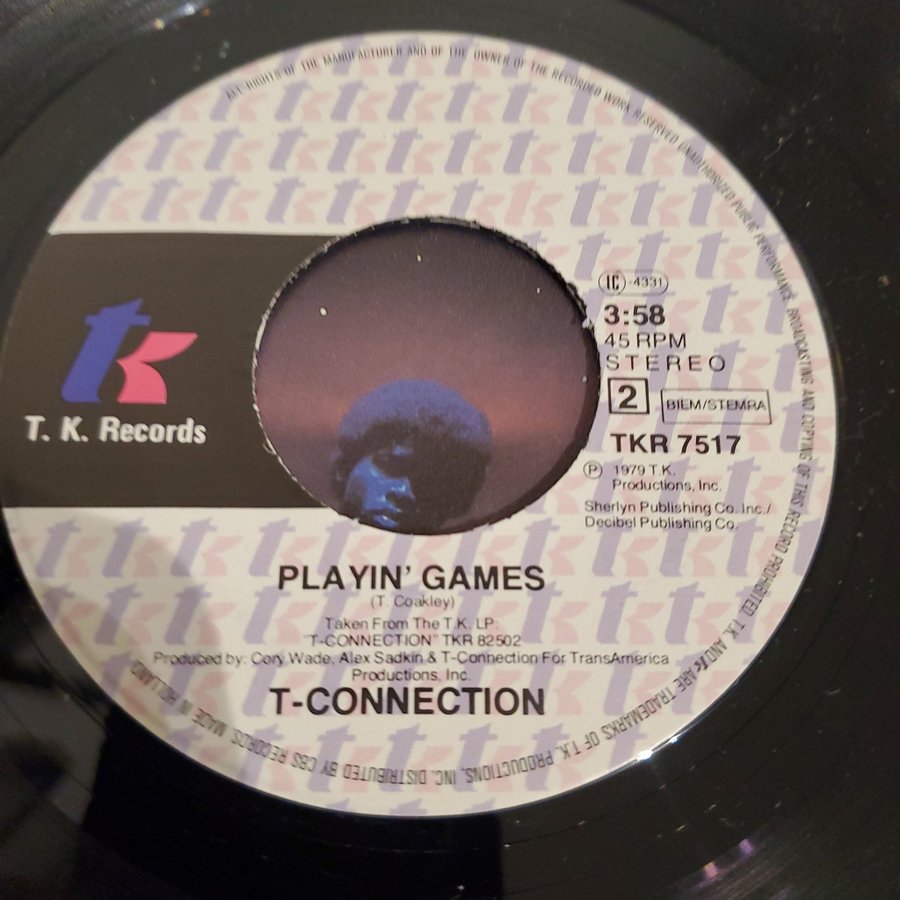 ALL RIGHTS OF THE MANUFACTURER AND OF THE OWNER OF THE RECORDED WORK RESERVED UNAUTHORIZED PUBLIC PERFORMANCE, BROADCASTING AND COPYING OF THIS RECORD PROHIBITED. T.K. AND tk ARE TRADEMARKS OF T.K. PRODUCTIONS, INC. DISTRIBUTED BY CBS RECORDS MADE IN HOLLAND
tk
T. K. Records
IC -4331
3:58
45 RPM
STEREO
2 BIEM/STEMRA
TKR 7517
Ⓟ 1979 T.K.
Productions, Inc.
Sherlyn Publishing Co. Inc./
Decibel Publishing Co.
PLAYIN' GAMES
(T. Coakley)
Taken From The T.K. LP:
"T-CONNECTION" TKR 82502
Produced by: Cory Wade, Alex Sadkin & T-Connection For TransAmerica
Productions, Inc.
T-CONNECTION